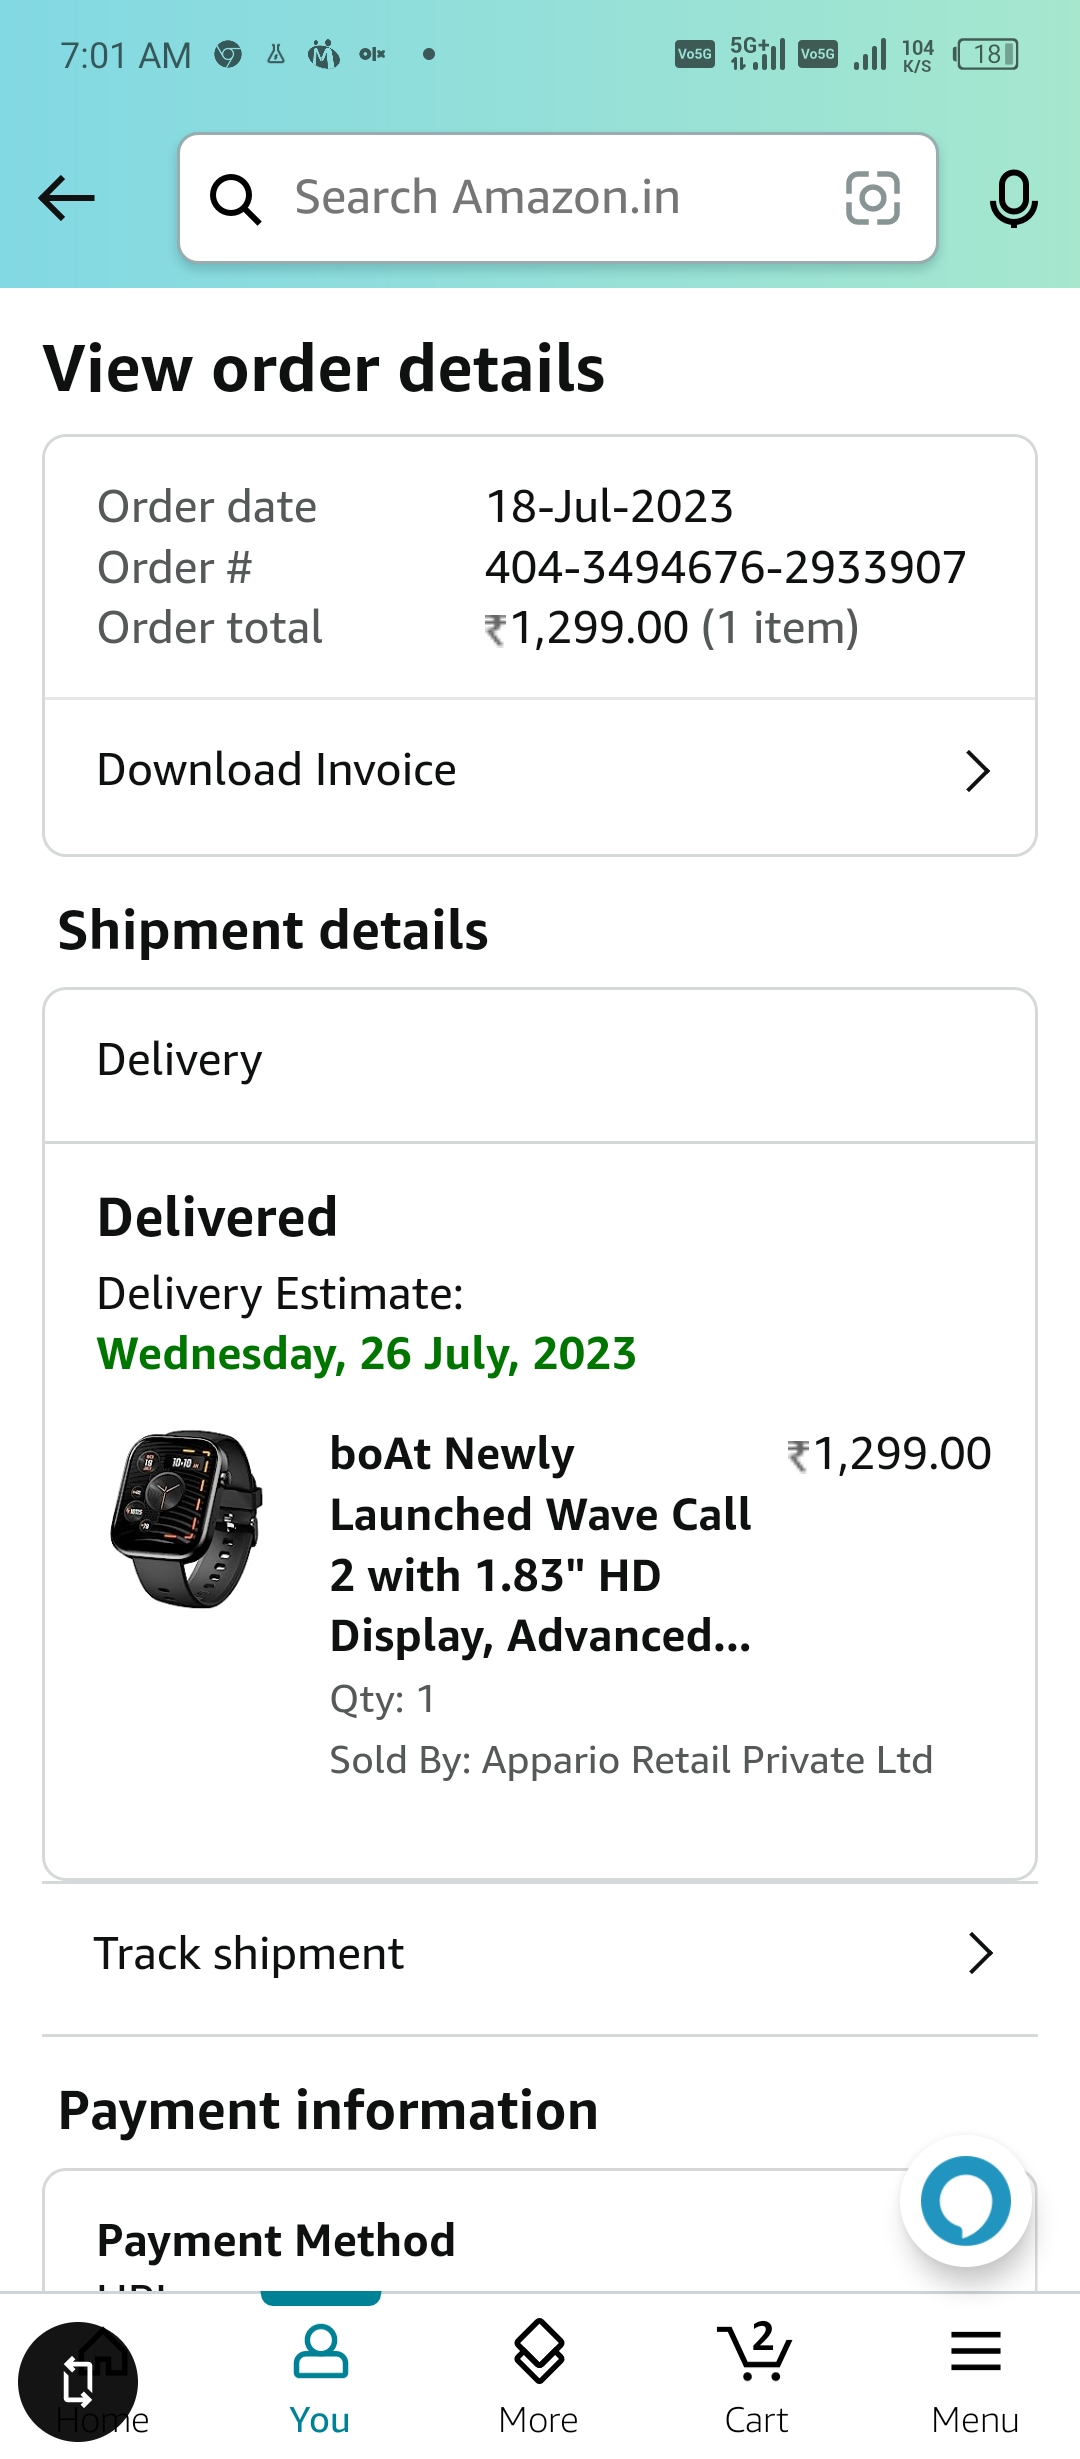 7:01 AM
Vo5G 5G+ Vo5G 104 K/S 18
Search Amazon.in
View order details
Order date 18-Jul-2023
Order # 404-3494676-2933907
Order total ₹1,299.00 (1 item)
Download Invoice
Shipment details
Delivery
Delivered
Delivery Estimate:
Wednesday, 26 July, 2023
boAt Newly ₹1,299.00
Launched Wave Call
2 with 1.83" HD
Display, Advanced...
Qty: 1
Sold By: Appario Retail Private Ltd
Track shipment
Payment information
Payment Method
2
Home You More Cart Menu